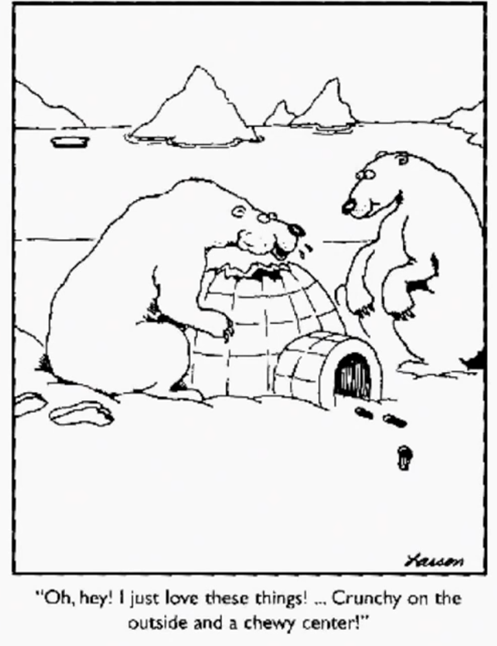 Larson
"Oh, hey! I just love these things! ... Crunchy on the
outside and a chewy center!"